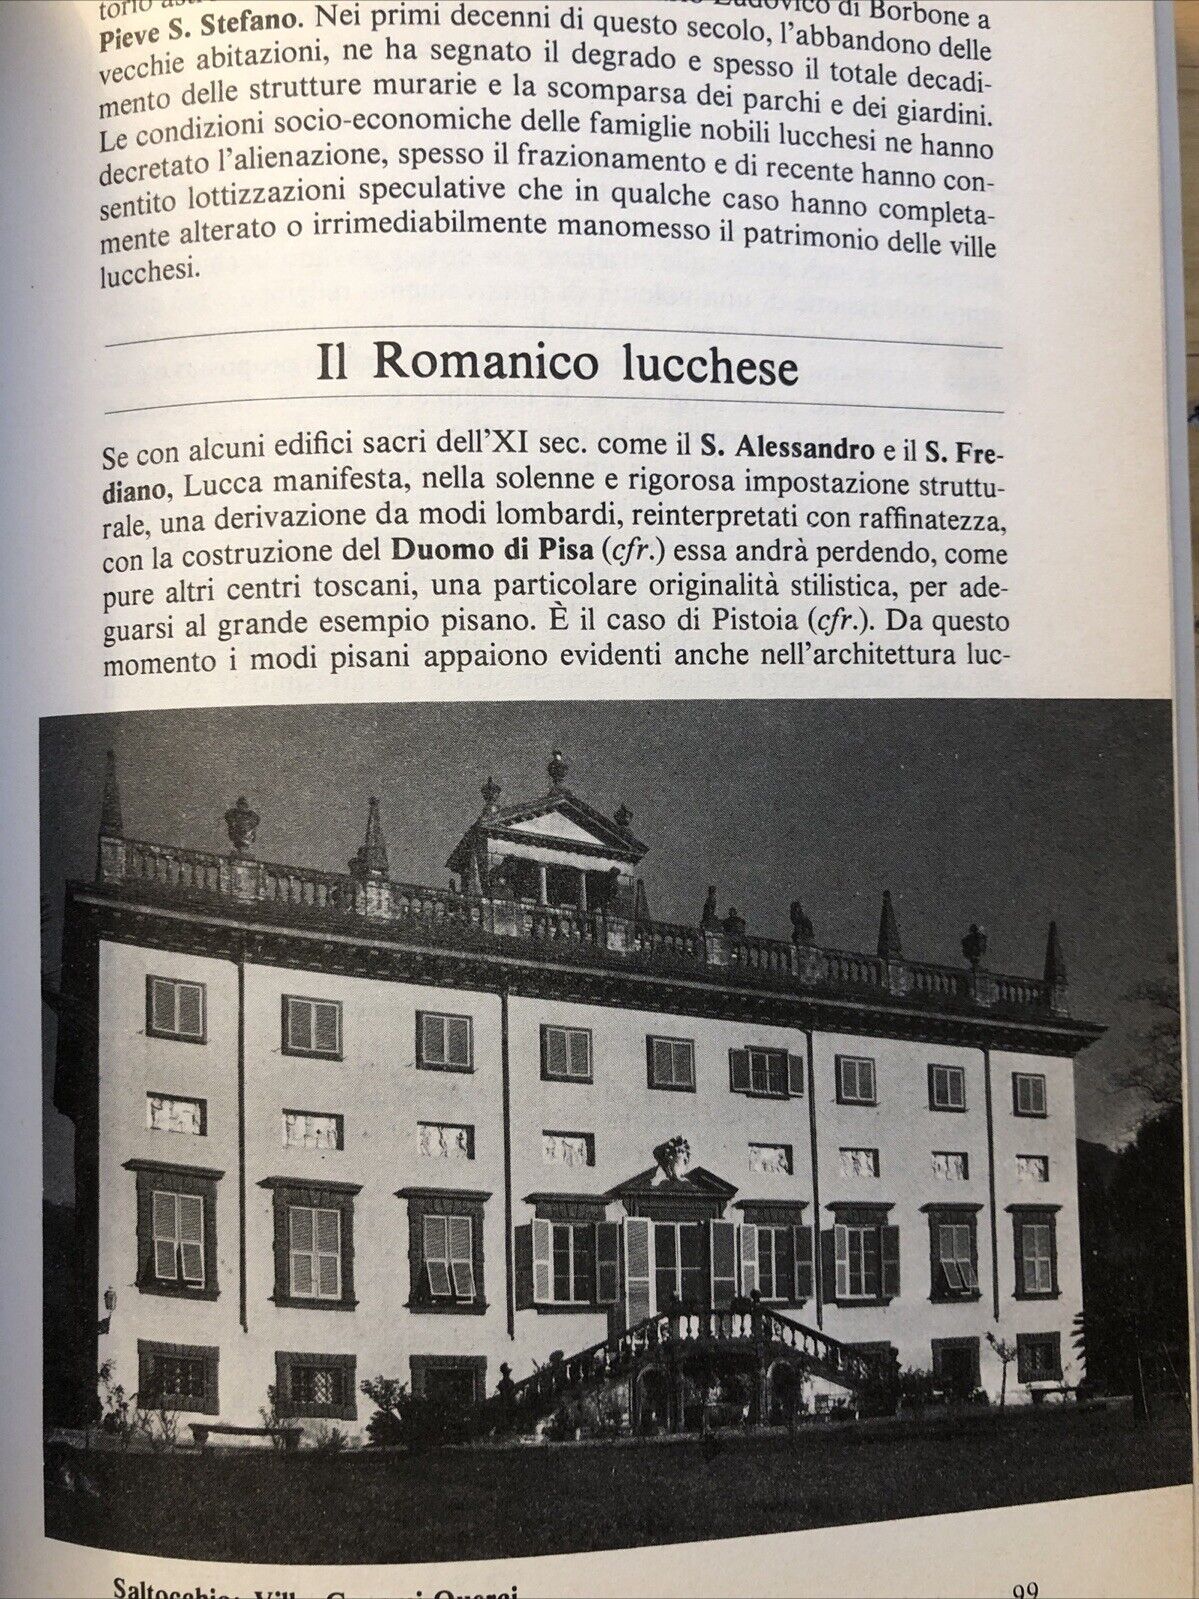 di Borbone a
Pieve S. Stefano. Nei primi decenni di questo secolo, l'abbandono delle
vecchie abitazioni, ne ha segnato il degrado e spesso il totale decadi-
mento delle strutture murarie e la scomparsa dei parchi e dei giardini.
Le condizioni socio-economiche delle famiglie nobili lucchesi ne hanno
decretato l'alienazione, spesso il frazionamento e di recente hanno con-
sentito lottizzazioni speculative che in qualche caso hanno completa-
mente alterato o irrimediabilmente manomesso il patrimonio delle ville
lucchesi.
Il Romanico lucchese
Se con alcuni edifici sacri dell'XI sec. come il S. Alessandro e il S. Fre-
diano, Lucca manifesta, nella solenne e rigorosa impostazione struttu-
rale, una derivazione da modi lombardi, reinterpretati con raffinatezza,
con la costruzione del Duomo di Pisa (cfr.) essa andrà perdendo, come
pure altri centri toscani, una particolare originalità stilistica, per ade-
guarsi al grande esempio pisano. È il caso di Pistoia (cfr.). Da questo
momento i modi pisani appaiono evidenti anche nell'architettura luc-
Saltocchio: Villa
99